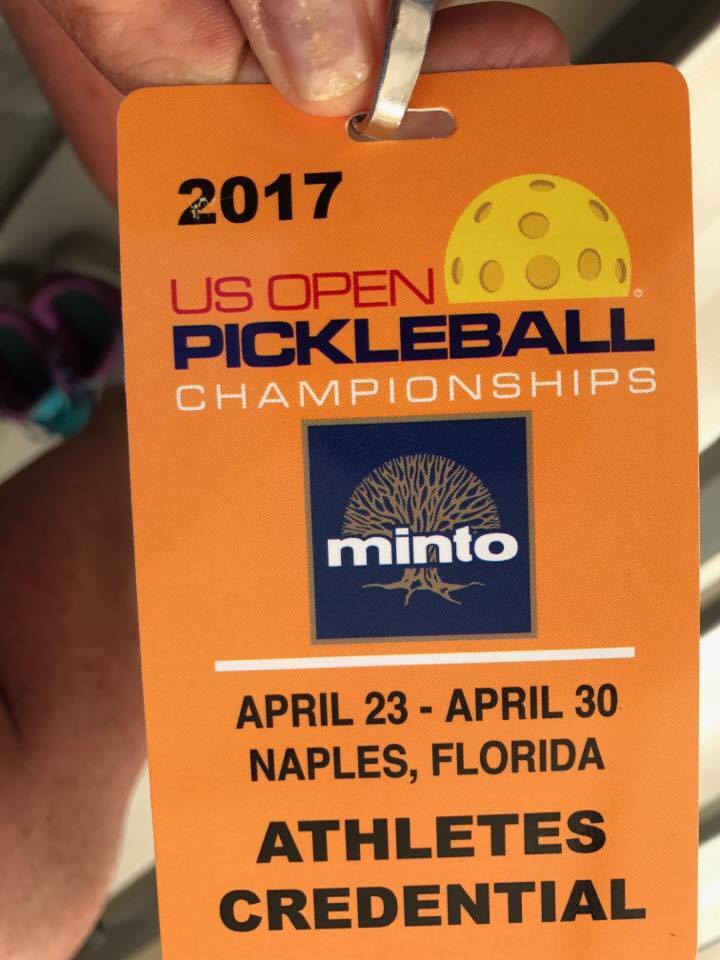 2017
US OPEN
PICKLEBALL
CHAMPIONSHIPS
minto
APRIL 23 - APRIL 30
NAPLES, FLORIDA
ATHLETES
CREDENTIAL